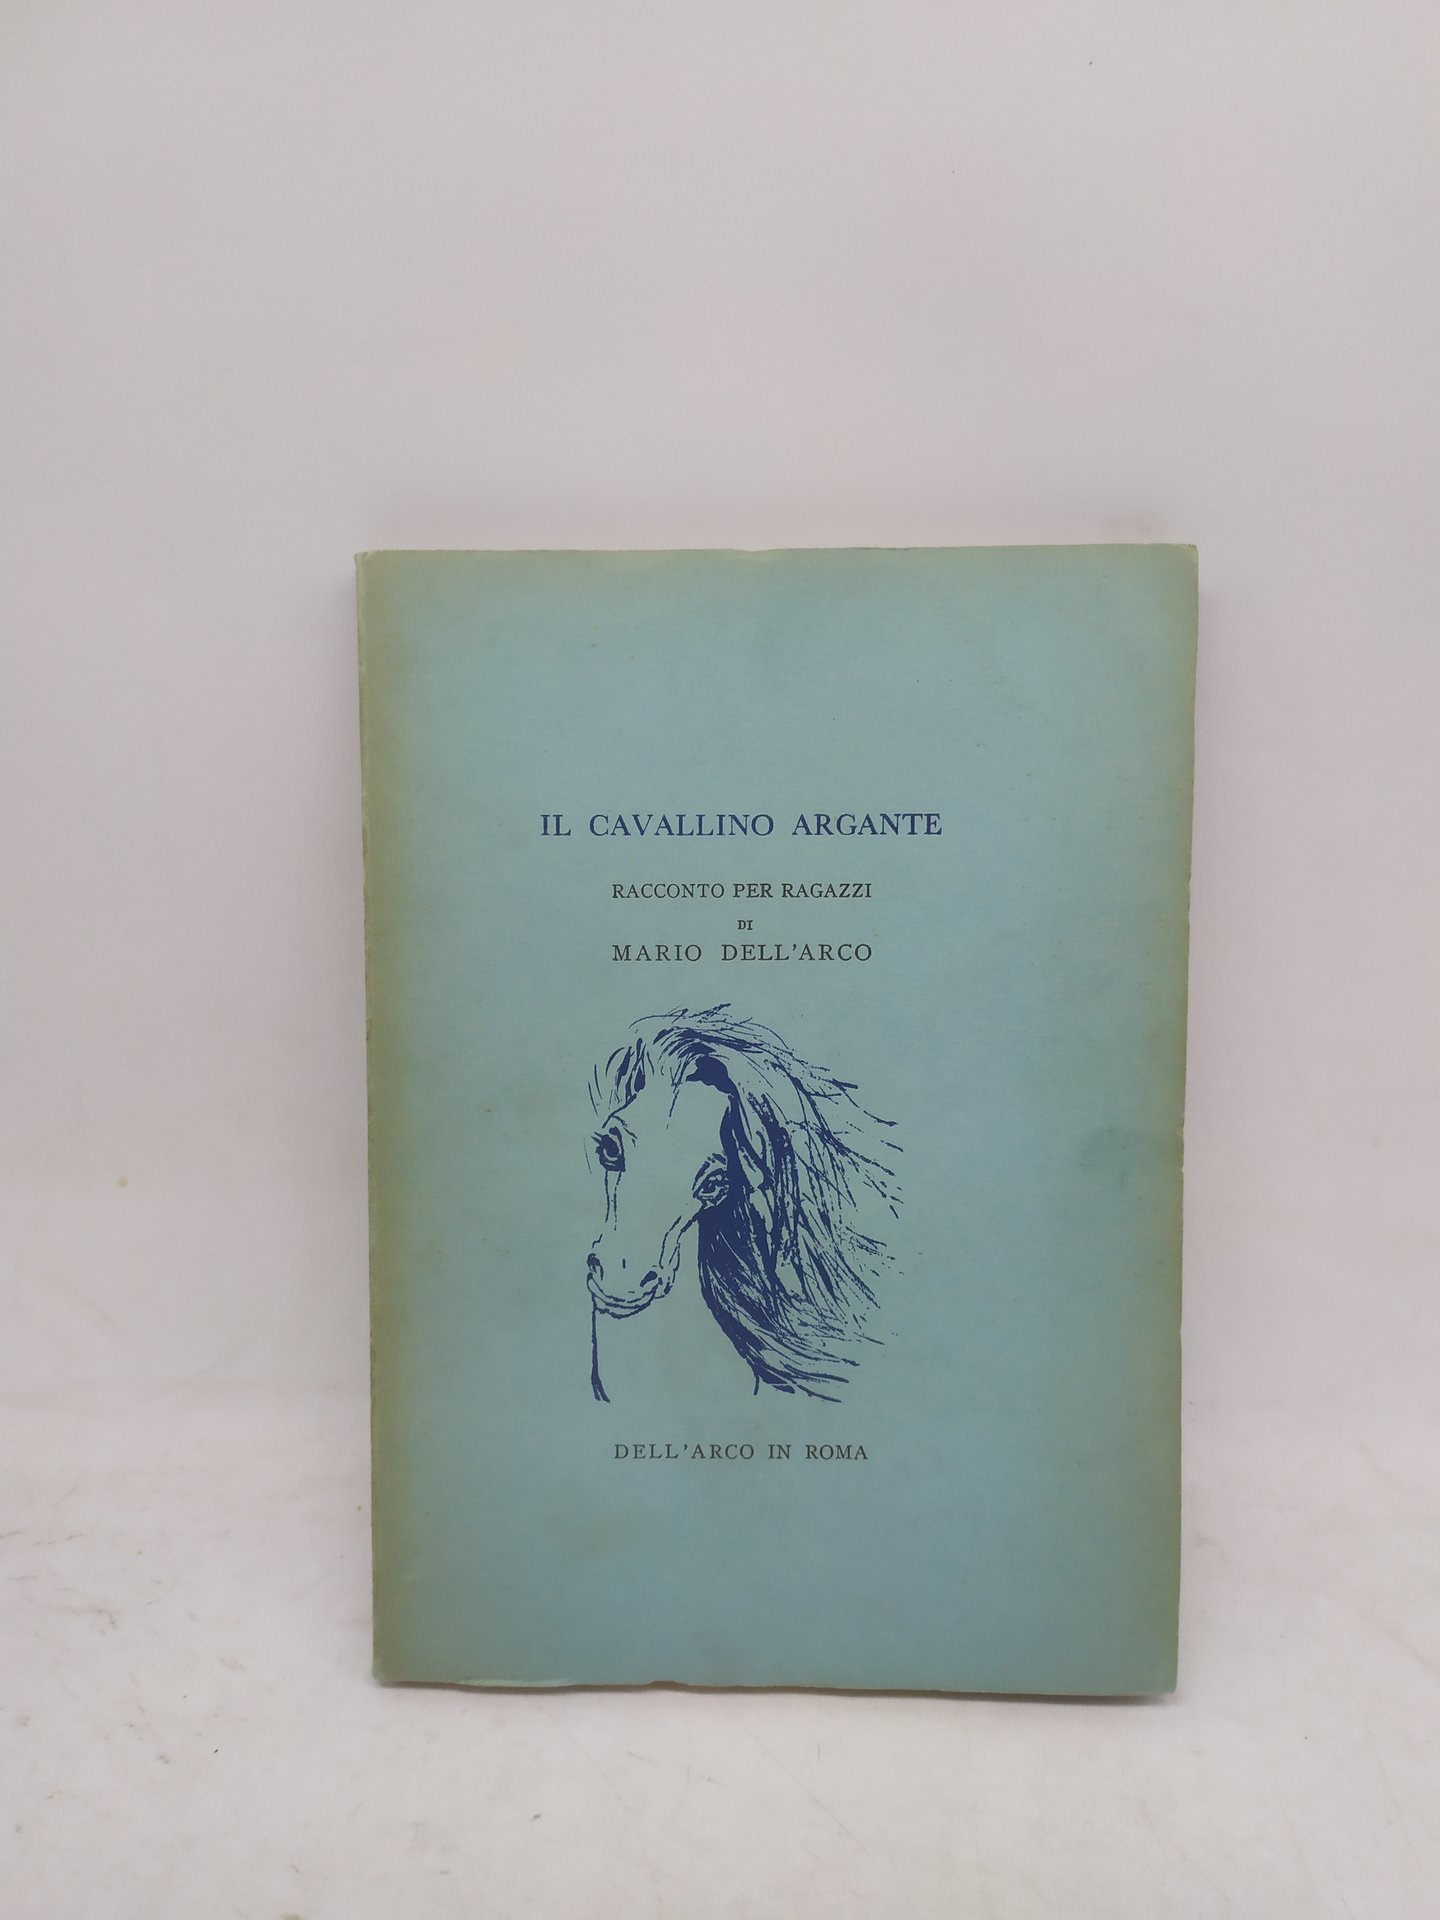 IL CAVALLINO ARGANTE
RACCONTO PER RAGAZZI
DI
MARIO DELL'ARCO
DELL'ARCO IN ROMA